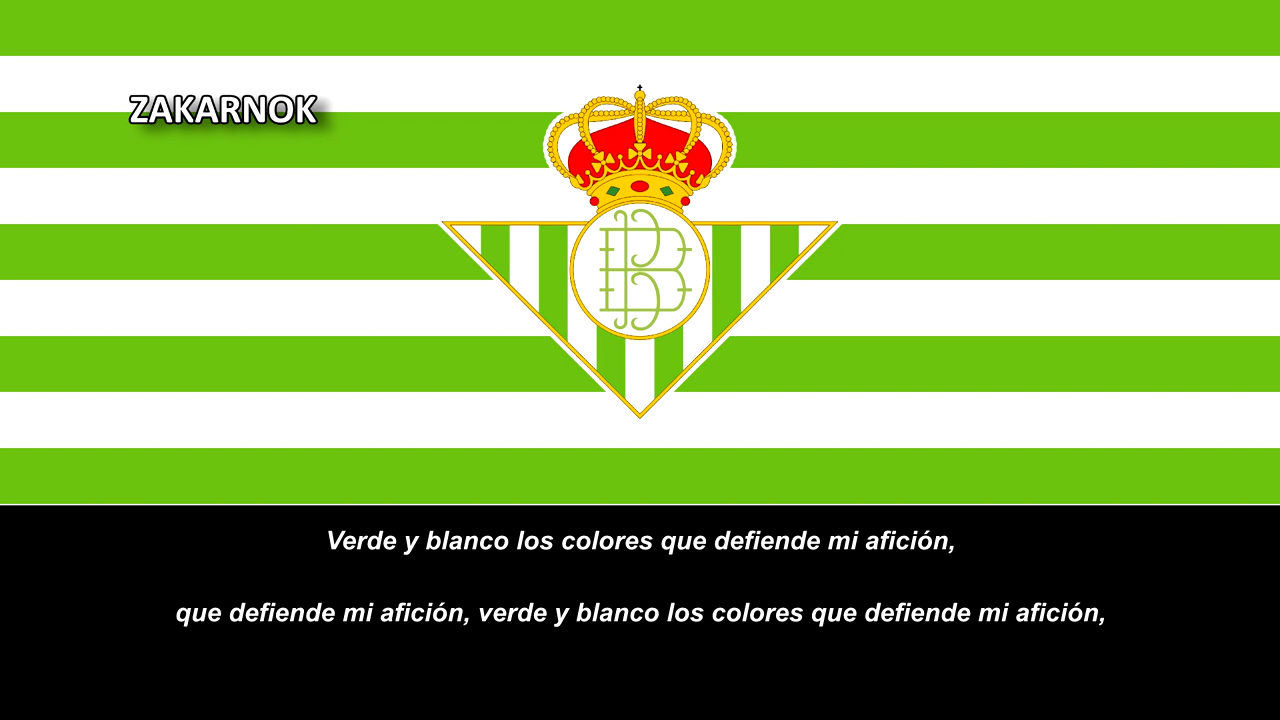 ZAKARNOK
Verde y blanco los colores que defiende mi afición,
que defiende mi afición, verde y blanco los colores que defiende mi afición,